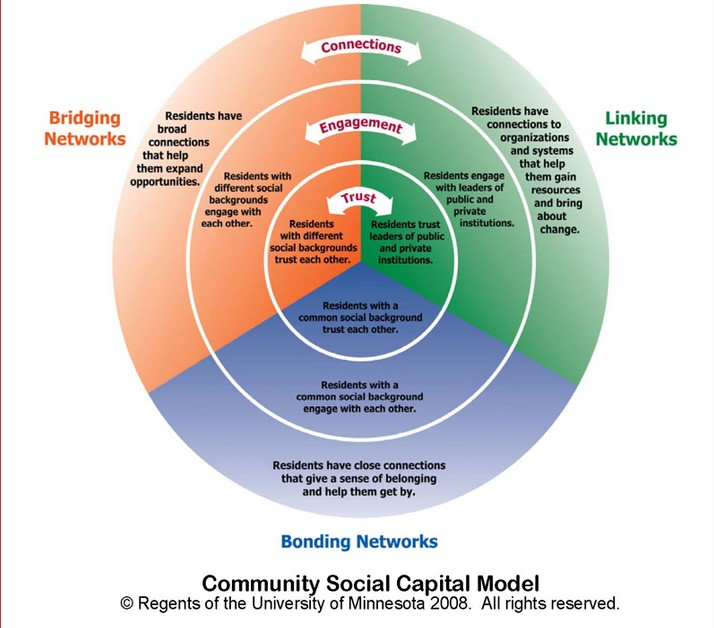 Connections
Bridging
Networks
Residents have
broad
connections
that help
them expand
opportunities.
Linking
Networks
Residents have
connections to
organizations
and systems
that help
them gain
resources
and bring
about
change.
Engagement
Residents with
different social
backgrounds
engage with
each other.
Residents engage
with leaders of
public and
private
institutions.
Trust
Residents
with different
social backgrounds
trust each other.
Residents trust
leaders of public
and private
institutions.
Residents with a
common social background
trust each other.
Residents with a
common social background
engage with each other.
Residents have close connections
that give a sense of belonging
and help them get by.
Bonding Networks
Community Social Capital Model
© Regents of the University of Minnesota 2008.  All rights reserved.